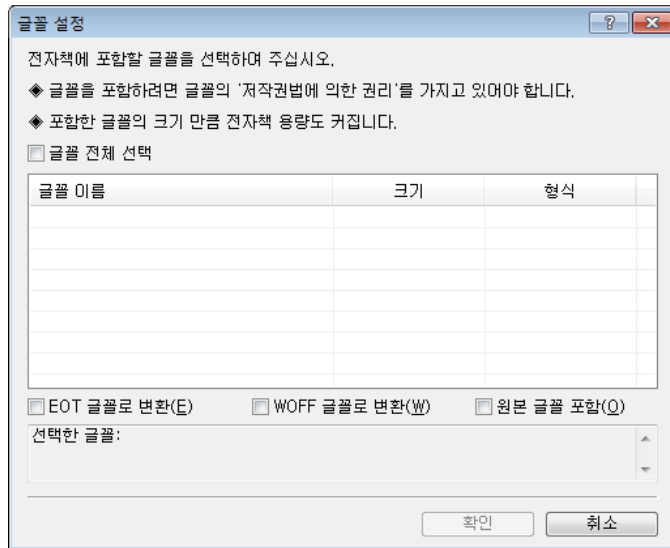 글꼴 설정
전자책에 포함할 글꼴을 선택하여 주십시오.
◈ 글꼴을 포함하려면 글꼴의 '저작권법에 의한 권리'를 가지고 있어야 합니다.
◈ 포함한 글꼴의 크기 만큼 전자책 용량도 커집니다.
글꼴 전체 선택
글꼴 이름 크기 형식
EOT 글꼴로 변환(E) WOFF 글꼴로 변환(W) 원본 글꼴 포함(O)
선택한 글꼴:
확인 취소